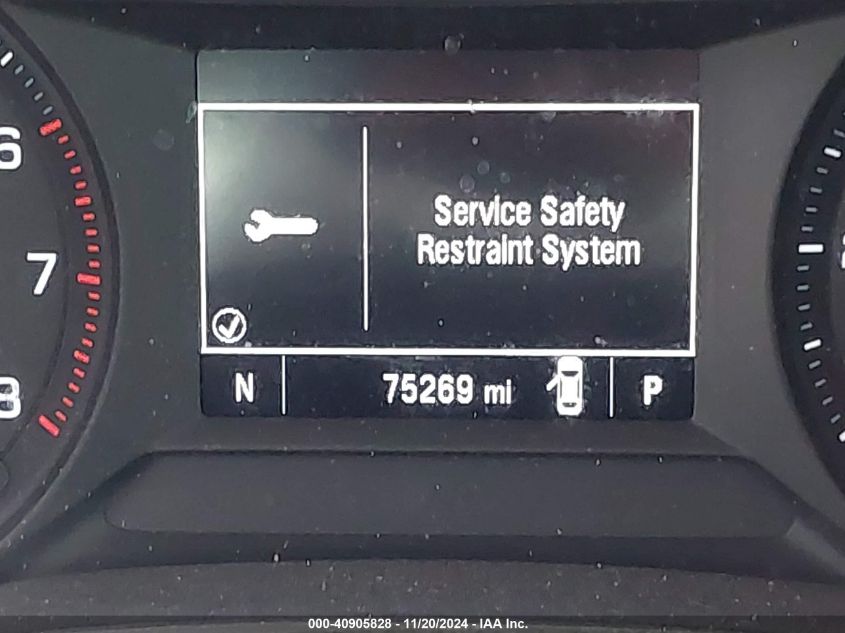 6
7
8
Service Safety
Restraint System
N
75269 mi
P
000-40905828 - 11/20/2024 - IAA Inc.